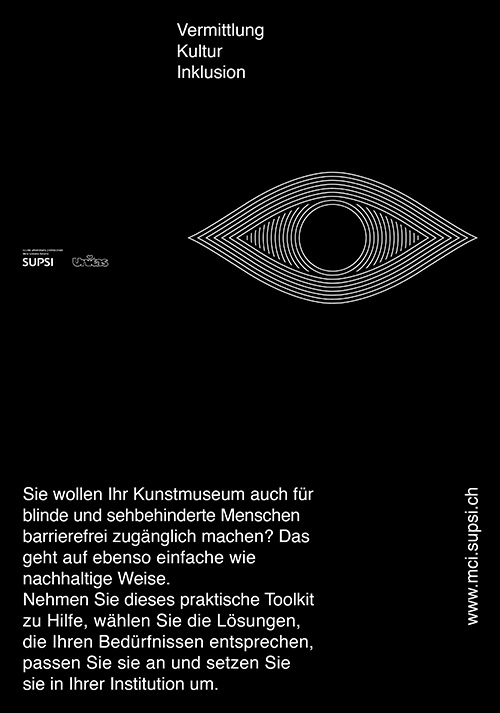 Vermittlung
Kultur
Inklusion
SUPSI
unitas
Sie wollen Ihr Kunstmuseum auch für
blinde und sehbehinderte Menschen
barrierefrei zugänglich machen? Das
geht auf ebenso einfache wie
nachhaltige Weise.
Nehmen Sie dieses praktische Toolkit
zu Hilfe, wählen Sie die Lösungen,
die Ihren Bedürfnissen entsprechen,
passen Sie sie an und setzen Sie
sie in Ihrer Institution um.
www.mci.supsi.ch